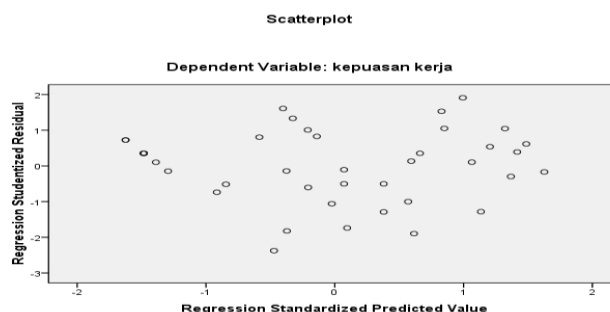 Scatterplot
Dependent Variable: kepuasan kerja
Regression Studentized Residual
2
1
0
-1
-2
-3
-2
-1
0
1
2
Regression Standardized Predicted Value